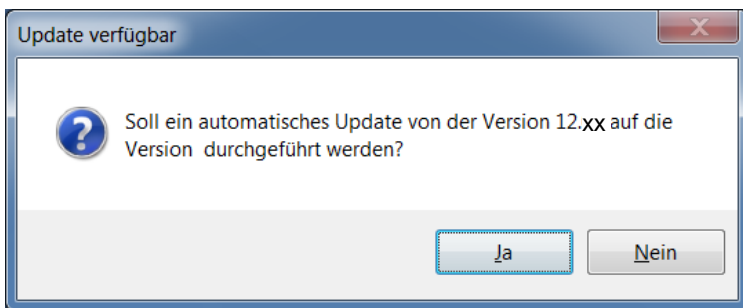 Update verfügbar
X
?
Soll ein automatisches Update von der Version 12.xx auf die
Version  durchgeführt werden?
Ja
Nein